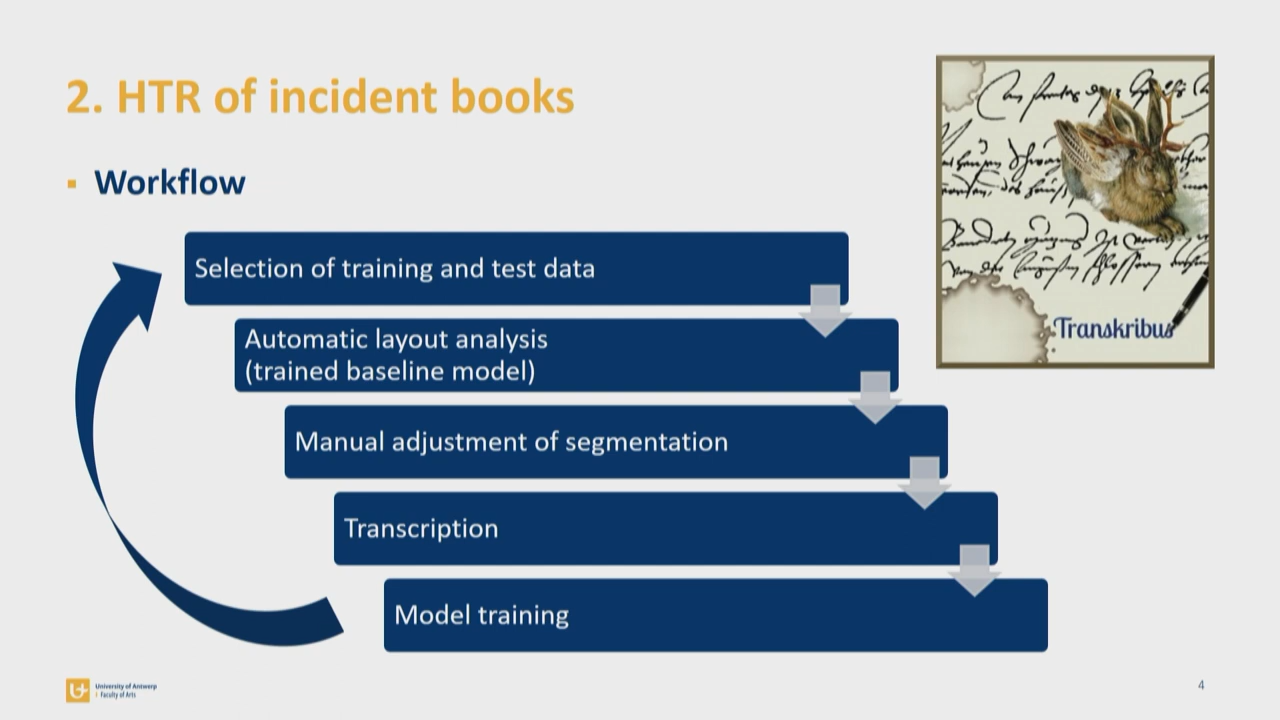 2. HTR of incident books
▪ Workflow
Selection of training and test data
Automatic layout analysis
(trained baseline model)
Manual adjustment of segmentation
Transcription
Model training
Transkribus
University of Antwerp
Faculty of Arts
4